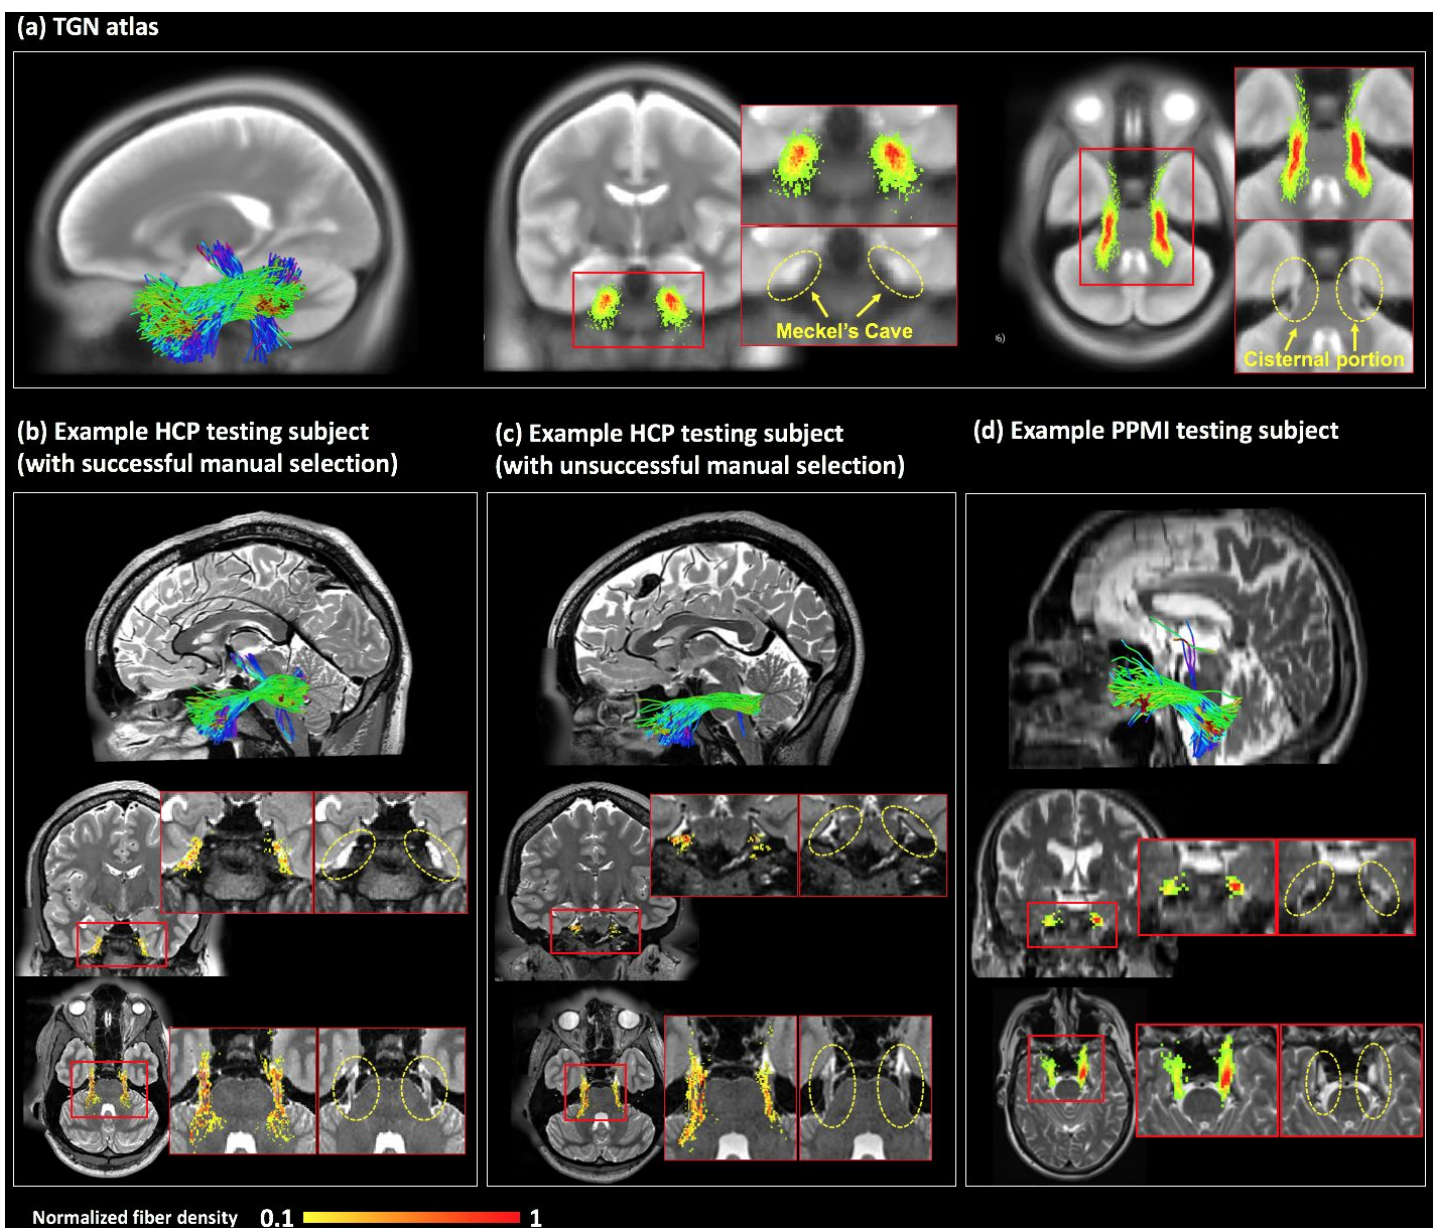 (a) TGN atlas
Meckel's Cave
Cisternal portion
(b) Example HCP testing subject
(with successful manual selection)
(c) Example HCP testing subject
(with unsuccessful manual selection)
(d) Example PPMI testing subject
Normalized fiber density 0.1 1